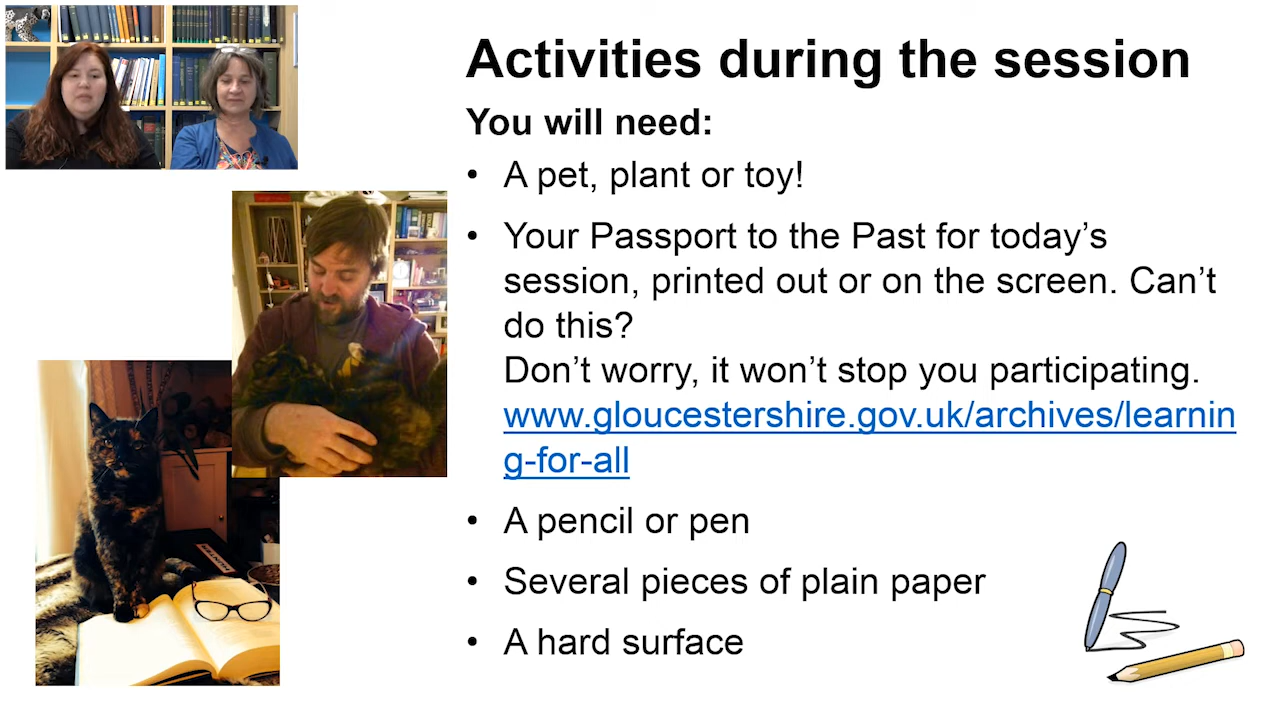 Activities during the session
You will need:
• A pet, plant or toy!
• Your Passport to the Past for today’s
session, printed out or on the screen. Can’t
do this?
Don’t worry, it won’t stop you participating.
www.gloucestershire.gov.uk/archives/learnin
g-for-all
• A pencil or pen
• Several pieces of plain paper
• A hard surface